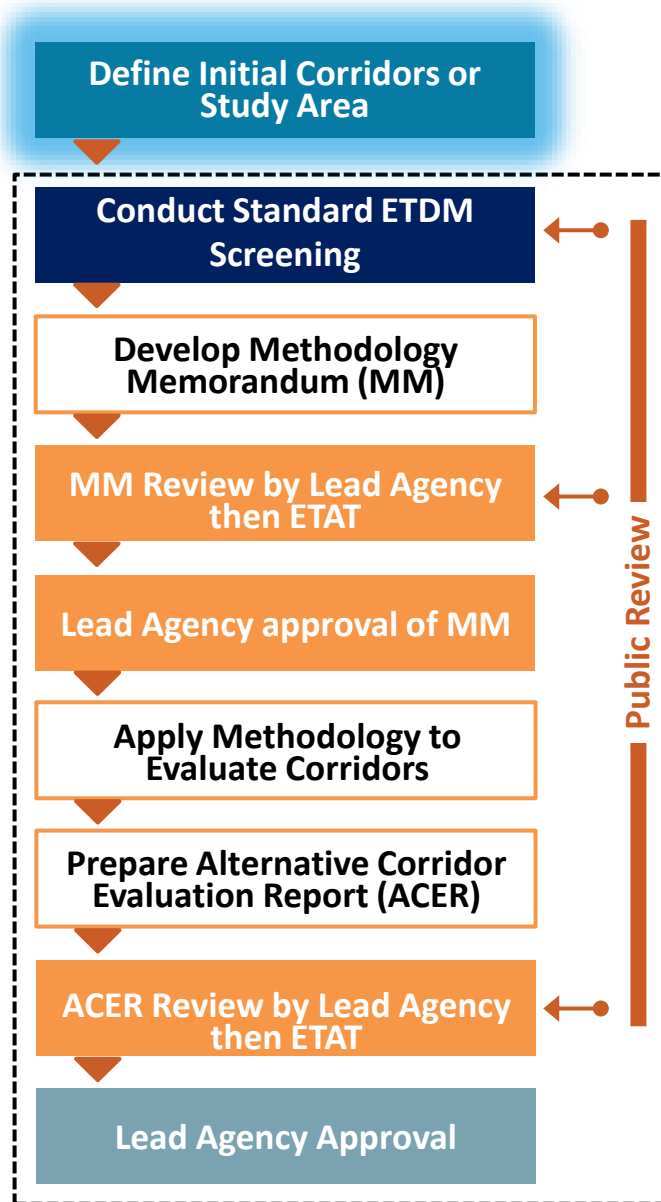 Define Initial Corridors or
Study Area
Conduct Standard ETDM
Screening
Develop Methodology
Memorandum (MM)
MM Review by Lead Agency
then ETAT
Lead Agency approval of MM
Apply Methodology to
Evaluate Corridors
Prepare Alternative Corridor
Evaluation Report (ACER)
ACER Review by Lead Agency
then ETAT
Lead Agency Approval
Public Review